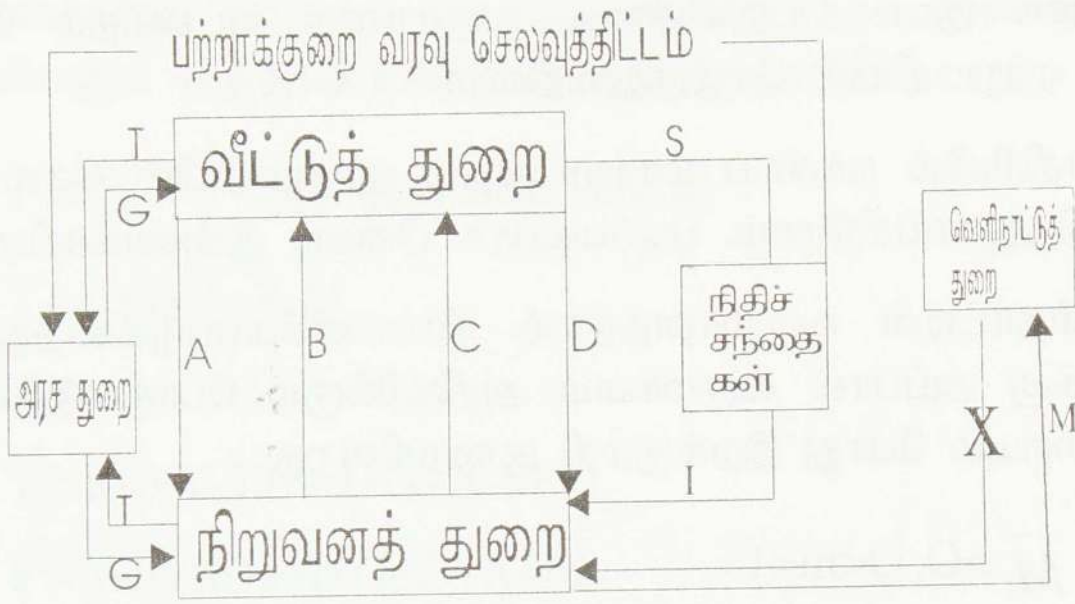 பற்றாக்குறை வரவு செலவுத்திட்டம்
T
வீட்டுத் துறை
S
G
வெளிநாட்டுத்
துறை
நிதிச்
சந்தை
கள்
A
B
C
D
அரச துறை
X
M
T
I
நிறுவனத் துறை
G